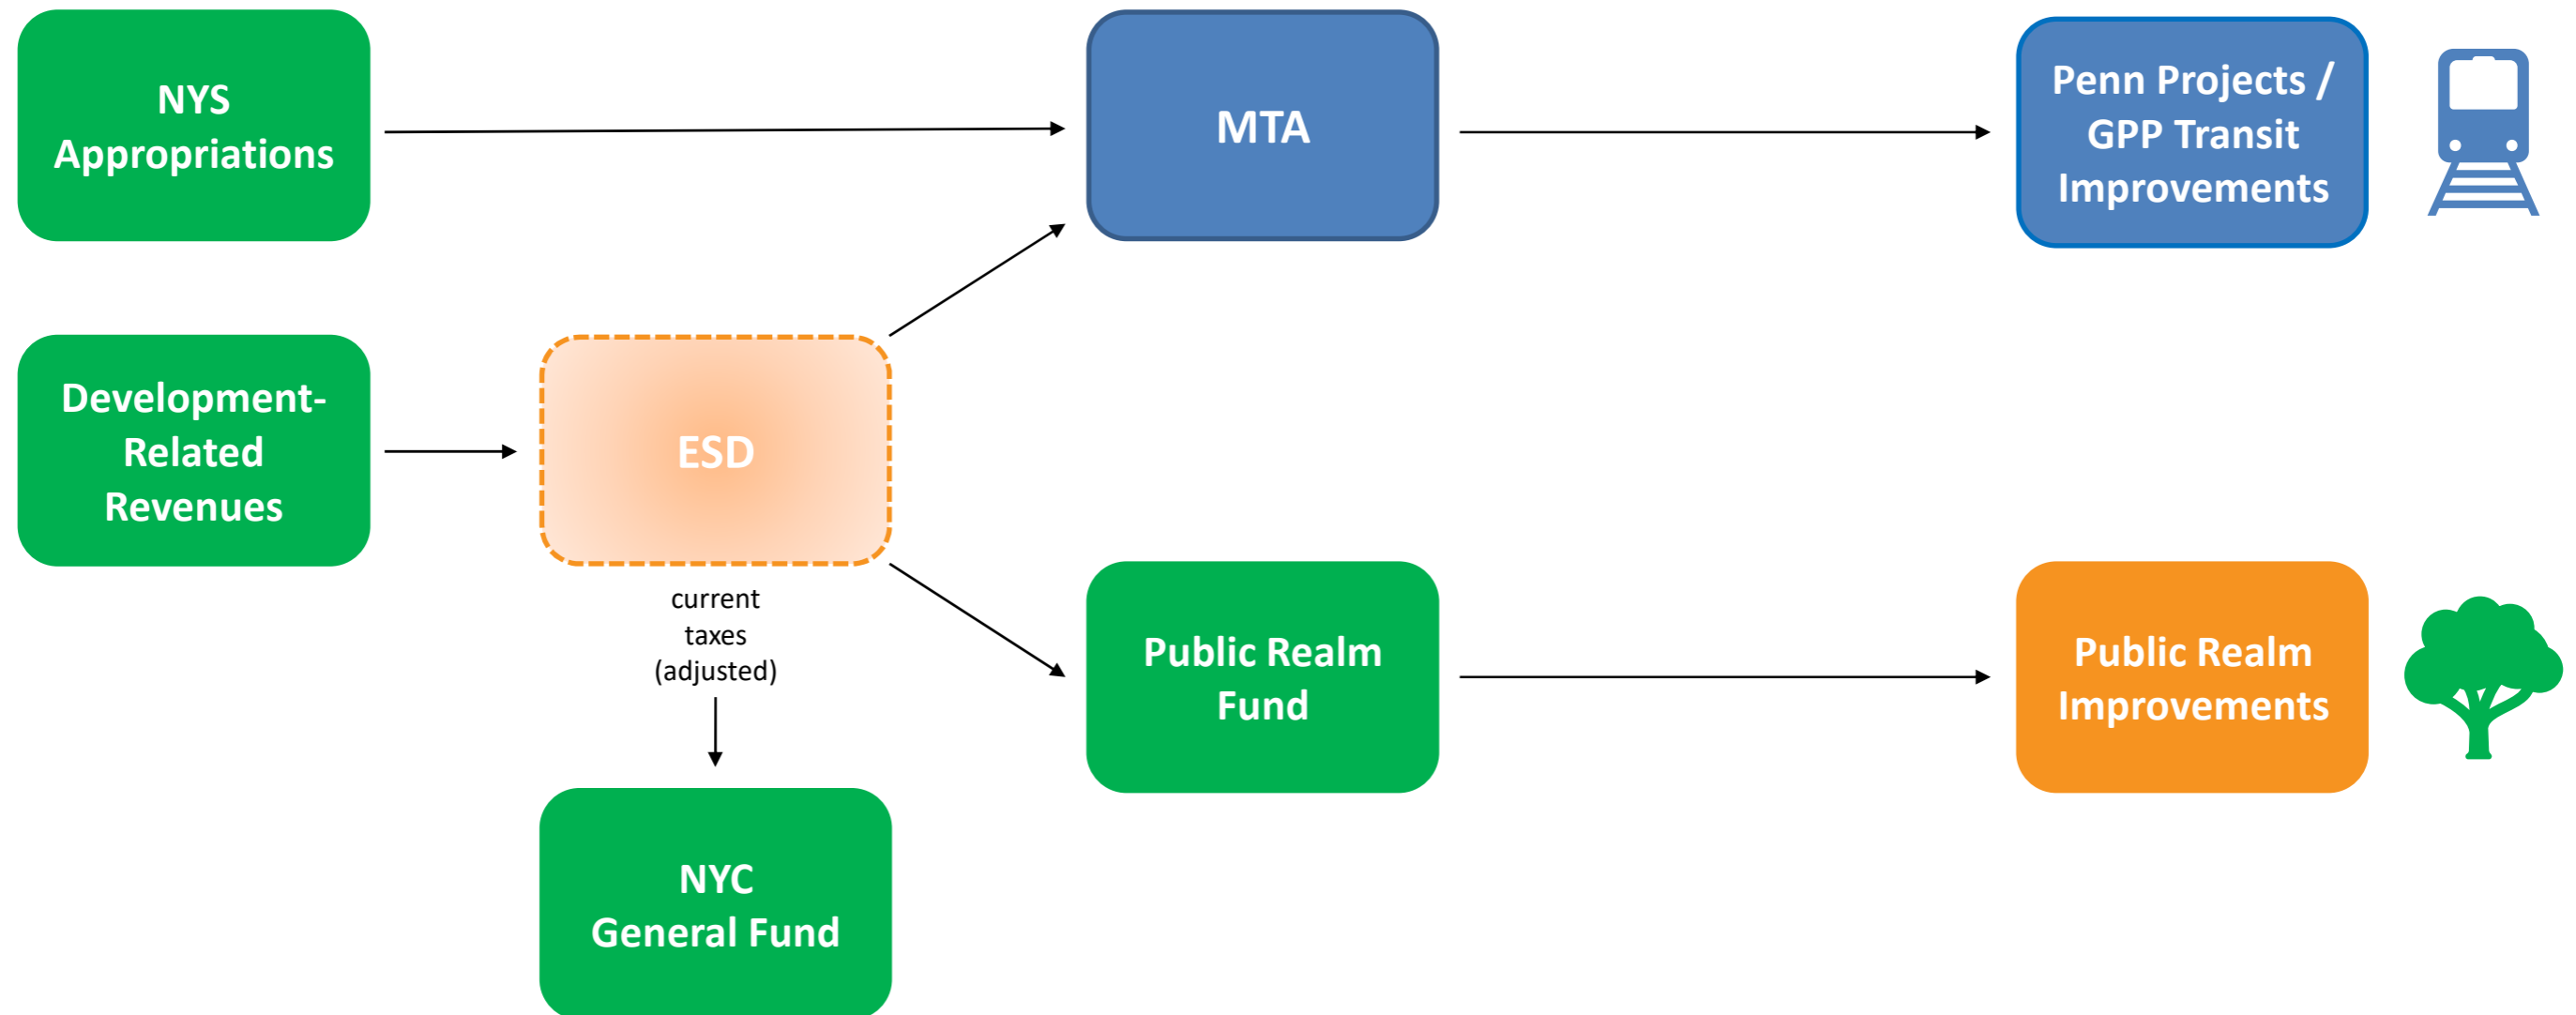 NYS
Appropriations
MTA
Penn Projects /
GPP Transit
Improvements
Development-
Related
Revenues
ESD
current
taxes
(adjusted)
Public Realm
Fund
Public Realm
Improvements
NYC
General Fund